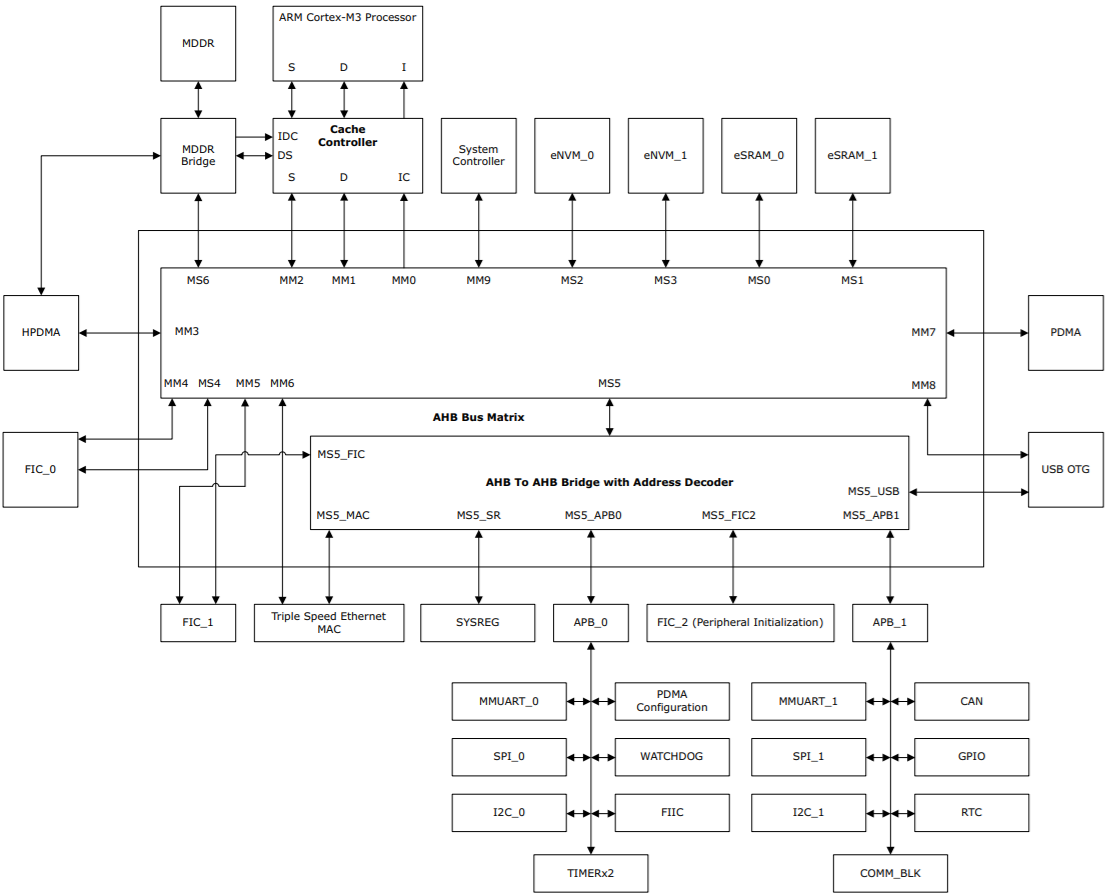 MDDR
ARM Cortex-M3 Processor
S D I
MDDR
Bridge
IDC
DS
Cache
Controller
S D IC
System
Controller
eNVM_0
eNVM_1
eSRAM_0
eSRAM_1
MS6 MM2 MM1 MM0 MM9 MS2 MS3 MS0 MS1
HPDMA
MM3
MM7
PDMA
MM4 MS4 MM5 MM6 MS5 MM8
AHB Bus Matrix
FIC_0
MS5_FIC
AHB To AHB Bridge with Address Decoder
MS5_USB
USB OTG
MS5_MAC MS5_SR MS5_APB0 MS5_FIC2 MS5_APB1
FIC_1
Triple Speed Ethernet
MAC
SYSREG
APB_0
FIC_2 (Peripheral Initialization)
APB_1
MMUART_0
PDMA
Configuration
MMUART_1
CAN
SPI_0
WATCHDOG
SPI_1
GPIO
I2C_0
FIIC
I2C_1
RTC
TIMERx2
COMM_BLK